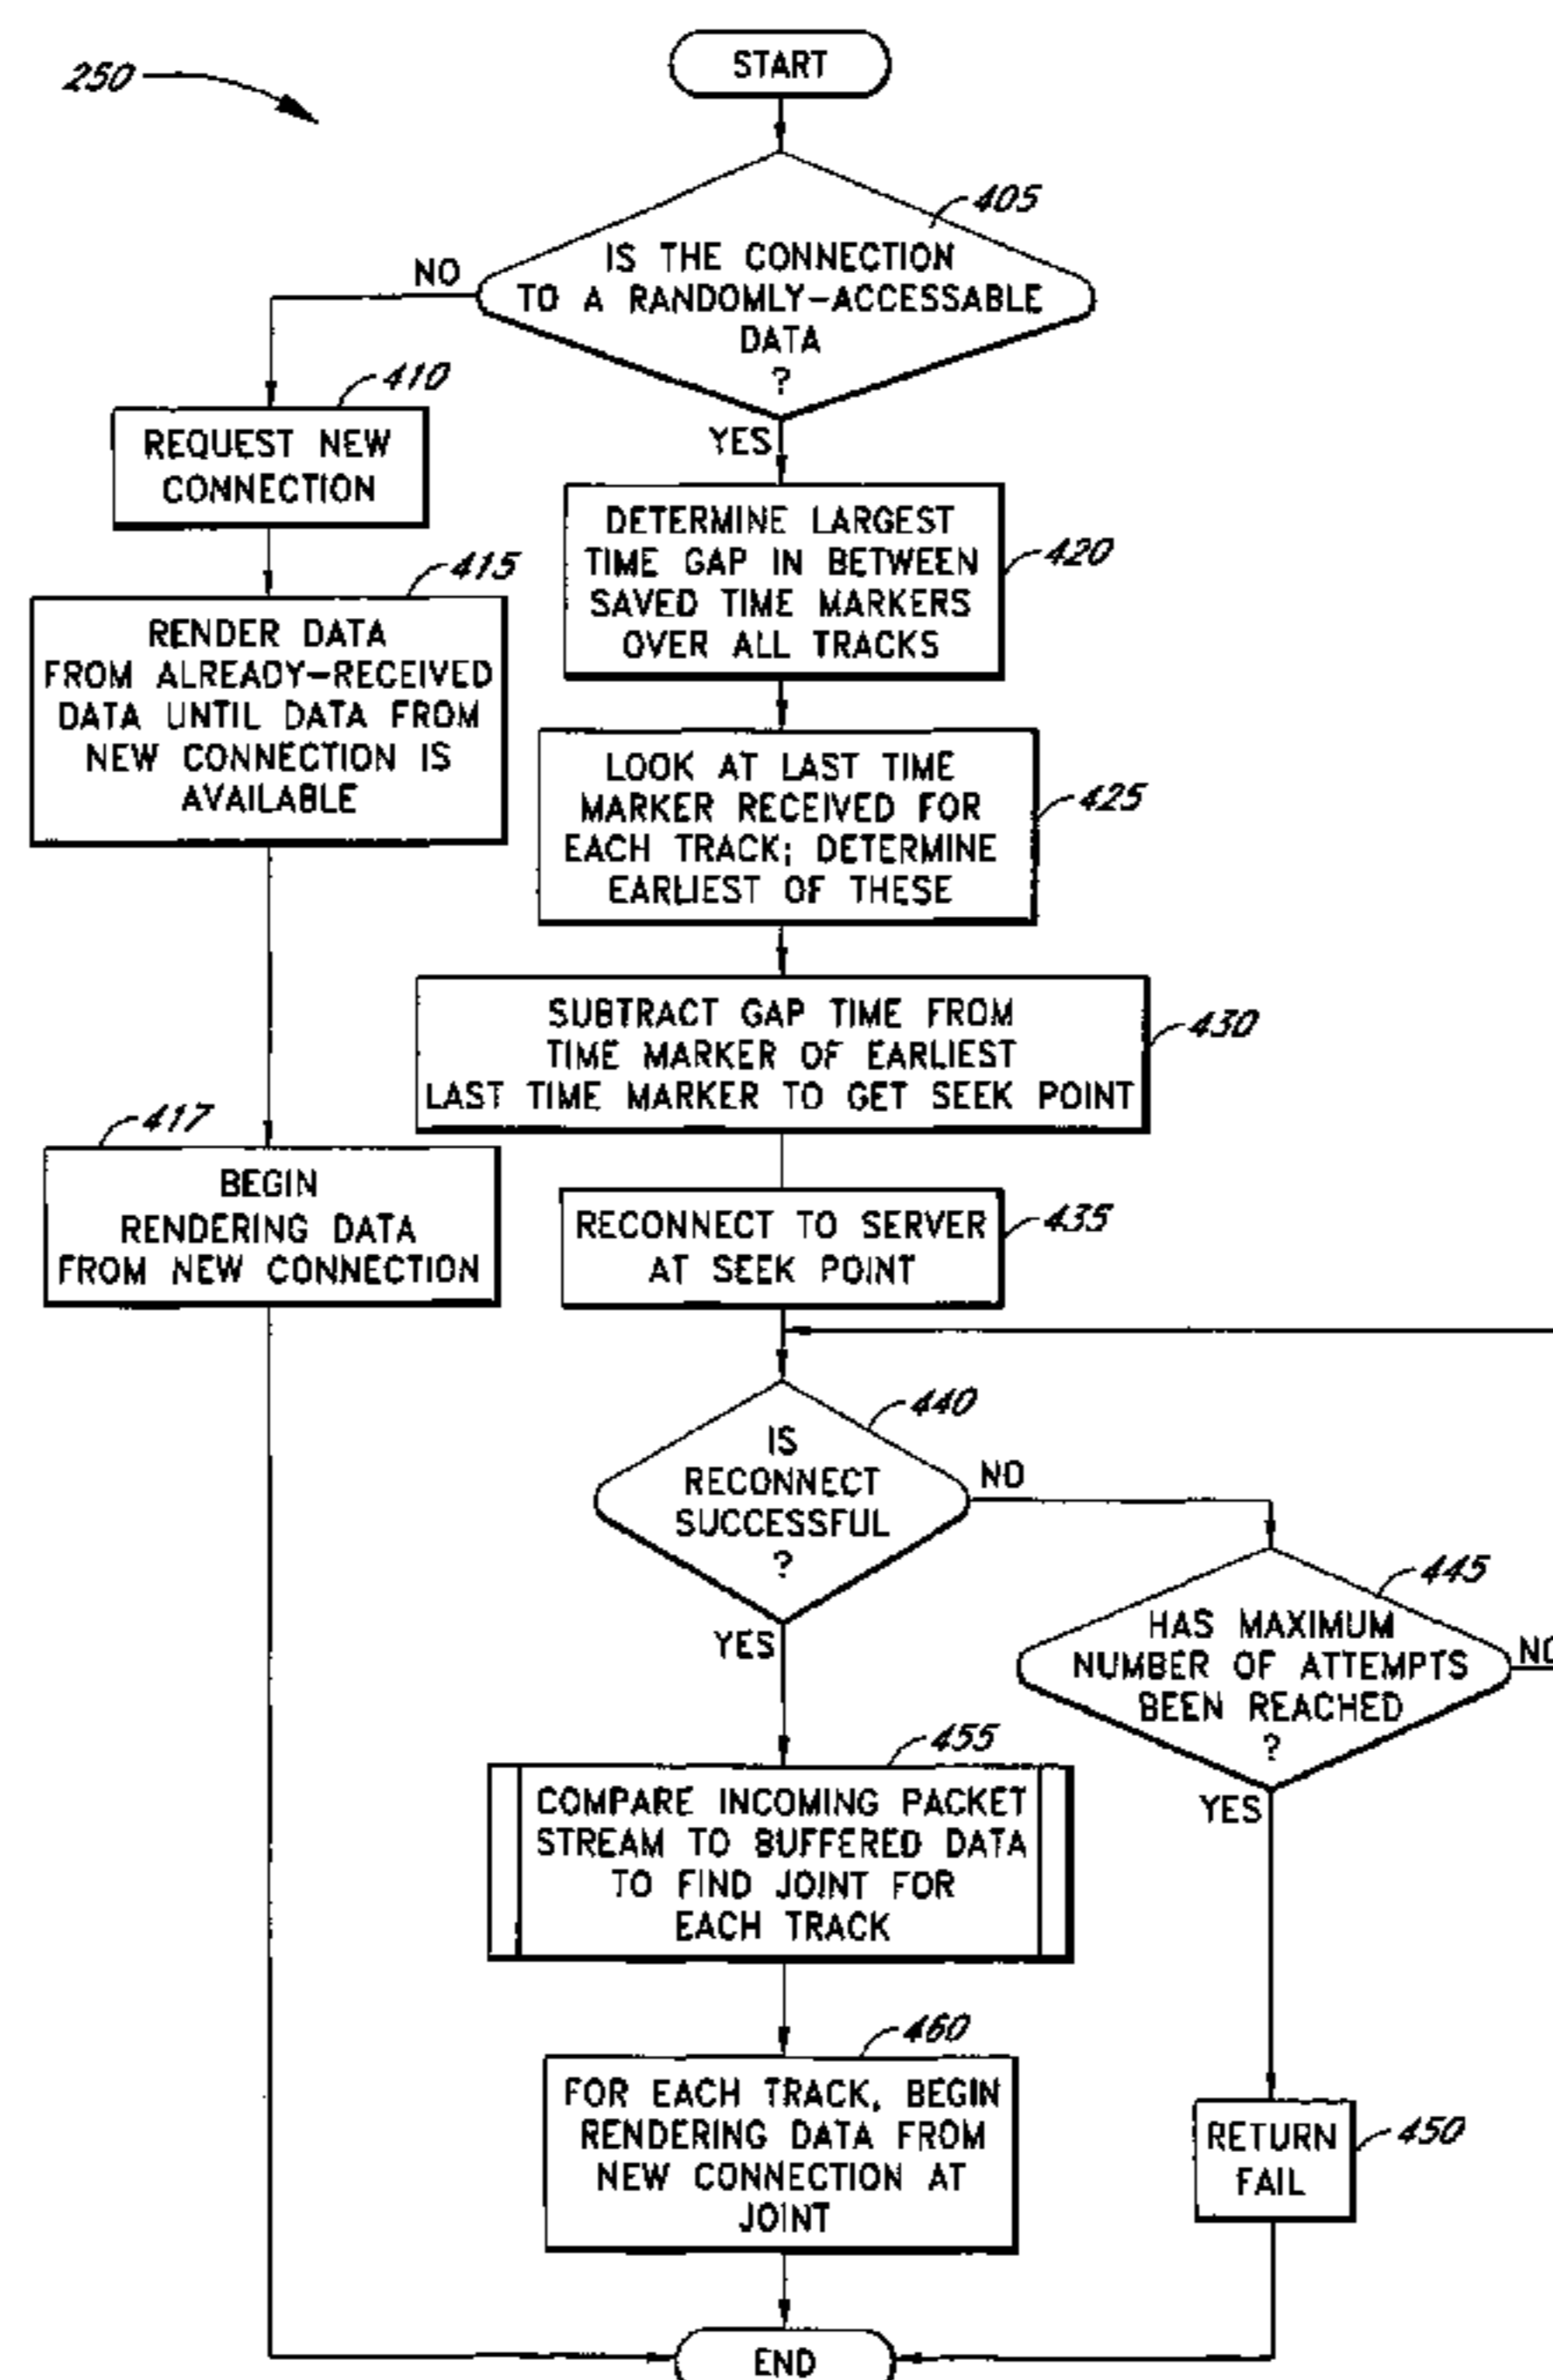 250
START
405
IS THE CONNECTION
TO A RANDOMLY-ACCESSABLE
DATA
?
NO
YES
410
REQUEST NEW
CONNECTION
415
RENDER DATA
FROM ALREADY-RECEIVED
DATA UNTIL DATA FROM
NEW CONNECTION IS
AVAILABLE
417
BEGIN
RENDERING DATA
FROM NEW CONNECTION
420
DETERMINE LARGEST
TIME GAP IN BETWEEN
SAVED TIME MARKERS
OVER ALL TRACKS
425
LOOK AT LAST TIME
MARKER RECEIVED FOR
EACH TRACK; DETERMINE
EARLIEST OF THESE
430
SUBTRACT GAP TIME FROM
TIME MARKER OF EARLIEST
LAST TIME MARKER TO GET SEEK POINT
435
RECONNECT TO SERVER
AT SEEK POINT
440
IS
RECONNECT
SUCCESSFUL
?
NO
YES
445
HAS MAXIMUM
NUMBER OF ATTEMPTS
BEEN REACHED
?
NO
YES
455
COMPARE INCOMING PACKET
STREAM TO BUFFERED DATA
TO FIND JOINT FOR
EACH TRACK
460
FOR EACH TRACK, BEGIN
RENDERING DATA FROM
NEW CONNECTION AT
JOINT
450
RETURN
FAIL
END